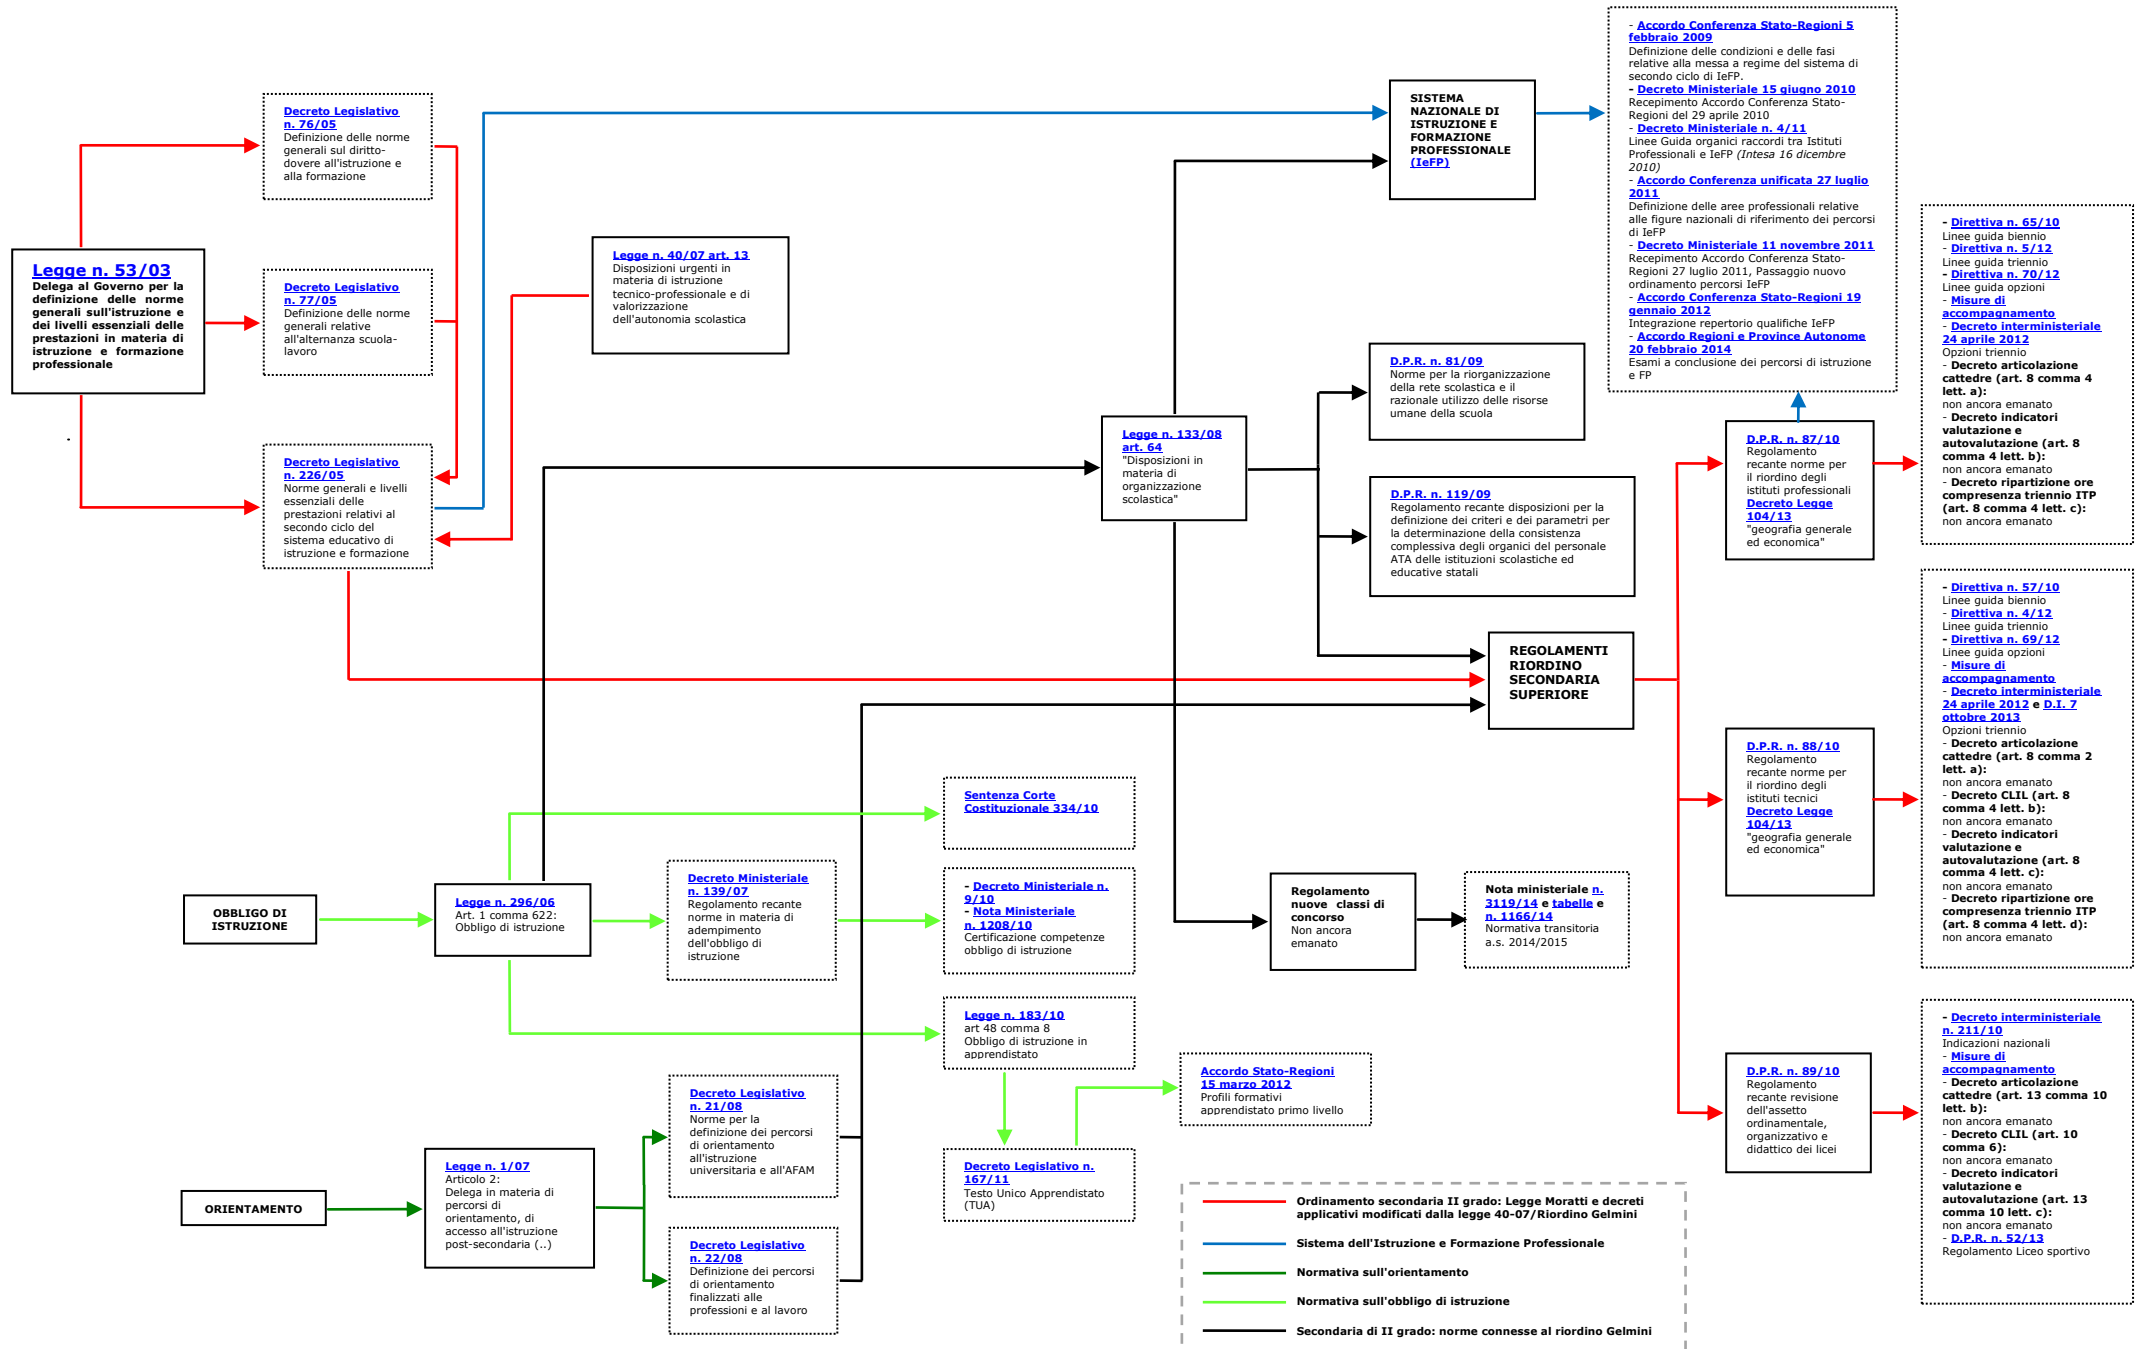 Legge n. 53/03
Delega al Governo per la
definizione delle norme
generali sull'istruzione e
dei livelli essenziali delle
prestazioni in materia di
istruzione e formazione
professionale
Decreto Legislativo
n. 76/05
Definizione delle norme
generali sul diritto-
dovere all'istruzione e
alla formazione
Decreto Legislativo
n. 77/05
Definizione delle norme
generali relative
all'alternanza scuola-
lavoro
Decreto Legislativo
n. 226/05
Norme generali e livelli
essenziali delle
prestazioni relativi al
secondo ciclo del
sistema educativo di
istruzione e formazione
Legge n. 40/07 art. 13
Disposizioni urgenti in
materia di istruzione
tecnico-professionale e di
valorizzazione
dell'autonomia scolastica
Legge n. 133/08
art. 64
"Disposizioni in
materia di
organizzazione
scolastica"
SISTEMA
NAZIONALE DI
ISTRUZIONE E
FORMAZIONE
PROFESSIONALE
(IeFP)
- Accordo Conferenza Stato-Regioni 5
febbraio 2009
Definizione delle condizioni e delle fasi
relative alla messa a regime del sistema di
secondo ciclo di IeFP.
- Decreto Ministeriale 15 giugno 2010
Recepimento Accordo Conferenza Stato-
Regioni del 29 aprile 2010
- Decreto Ministeriale n. 4/11
Linee Guida organici raccordi tra Istituti
Professionali e IeFP (Intesa 16 dicembre
2010)
- Accordo Conferenza unificata 27 luglio
2011
Definizione delle aree professionali relative
alle figure nazionali di riferimento dei percorsi
di IeFP
- Decreto Ministeriale 11 novembre 2011
Recepimento Accordo Conferenza Stato-
Regioni 27 luglio 2011, Passaggio nuovo
ordinamento percorsi IeFP
- Accordo Conferenza Stato-Regioni 19
gennaio 2012
Integrazione repertorio qualifiche IeFP
- Accordo Regioni e Province Autonome
20 febbraio 2014
Esami a conclusione dei percorsi di istruzione
e FP
D.P.R. n. 81/09
Norme per la riorganizzazione
della rete scolastica e il
razionale utilizzo delle risorse
umane della scuola
D.P.R. n. 119/09
Regolamento recante disposizioni per la
definizione dei criteri e dei parametri per
la determinazione della consistenza
complessiva degli organici del personale
ATA delle istituzioni scolastiche ed
educative statali
REGOLAMENTI
RIORDINO
SECONDARIA
SUPERIORE
D.P.R. n. 87/10
Regolamento
recante norme per
il riordino degli
istituti professionali
Decreto Legge
104/13
"geografia generale
ed economica"
- Direttiva n. 65/10
Linee guida biennio
- Direttiva n. 5/12
Linee guida triennio
- Direttiva n. 70/12
Linee guida opzioni
- Misure di
accompagnamento
- Decreto interministeriale
24 aprile 2012
Opzioni triennio
- Decreto articolazione
cattedre (art. 8 comma 4
lett. a):
non ancora emanato
- Decreto indicatori
valutazione e
autovalutazione (art. 8
comma 4 lett. b):
non ancora emanato
- Decreto ripartizione ore
compresenza triennio ITP
(art. 8 comma 4 lett. c):
non ancora emanato
D.P.R. n. 88/10
Regolamento
recante norme per
il riordino degli
istituti tecnici
Decreto Legge
104/13
"geografia generale
ed economica"
- Direttiva n. 57/10
Linee guida biennio
- Direttiva n. 4/12
Linee guida triennio
- Direttiva n. 69/12
Linee guida opzioni
- Misure di
accompagnamento
- Decreto interministeriale
24 aprile 2012 e D.I. 7
ottobre 2013
Opzioni triennio
- Decreto articolazione
cattedre (art. 8 comma 2
lett. a):
non ancora emanato
- Decreto CLIL (art. 8
comma 4 lett. b):
non ancora emanato
- Decreto indicatori
valutazione e
autovalutazione (art. 8
comma 4 lett. c):
non ancora emanato
- Decreto ripartizione ore
compresenza triennio ITP
(art. 8 comma 4 lett. d):
non ancora emanato
D.P.R. n. 89/10
Regolamento
recante revisione
dell'assetto
ordinamentale,
organizzativo e
didattico dei licei
- Decreto interministeriale
n. 211/10
Indicazioni nazionali
- Misure di
accompagnamento
- Decreto articolazione
cattedre (art. 13 comma 10
lett. b):
non ancora emanato
- Decreto CLIL (art. 10
comma 6):
non ancora emanato
- Decreto indicatori
valutazione e
autovalutazione (art. 13
comma 10 lett. c):
non ancora emanato
- D.P.R. n. 52/13
Regolamento Liceo sportivo
OBBLIGO DI
ISTRUZIONE
Legge n. 296/06
Art. 1 comma 622:
Obbligo di istruzione
Decreto Ministeriale
n. 139/07
Regolamento recante
norme in materia di
adempimento
dell'obbligo di
istruzione
Sentenza Corte
Costituzionale 334/10
- Decreto Ministeriale n.
9/10
- Nota Ministeriale
n. 1208/10
Certificazione competenze
obbligo di istruzione
Legge n. 183/10
art 48 comma 8
Obbligo di istruzione in
apprendistato
Decreto Legislativo n.
167/11
Testo Unico Apprendistato
(TUA)
Accordo Stato-Regioni
15 marzo 2012
Profili formativi
apprendistato primo livello
Regolamento
nuove classi di
concorso
Non ancora
emanato
Nota ministeriale n.
3119/14 e tabelle e
n. 1166/14
Normativa transitoria
a.s. 2014/2015
ORIENTAMENTO
Legge n. 1/07
Articolo 2:
Delega in materia di
percorsi di
orientamento, di
accesso all'istruzione
post-secondaria (..)
Decreto Legislativo
n. 21/08
Norme per la
definizione dei percorsi
di orientamento
all'istruzione
universitaria e all'AFAM
Decreto Legislativo
n. 22/08
Definizione dei percorsi
di orientamento
finalizzati alle
professioni e al lavoro
Ordinamento secondaria II grado: Legge Moratti e decreti
applicativi modificati dalla legge 40-07/Riordino Gelmini
Sistema dell'Istruzione e Formazione Professionale
Normativa sull'orientamento
Normativa sull'obbligo di istruzione
Secondaria di II grado: norme connesse al riordino Gelmini